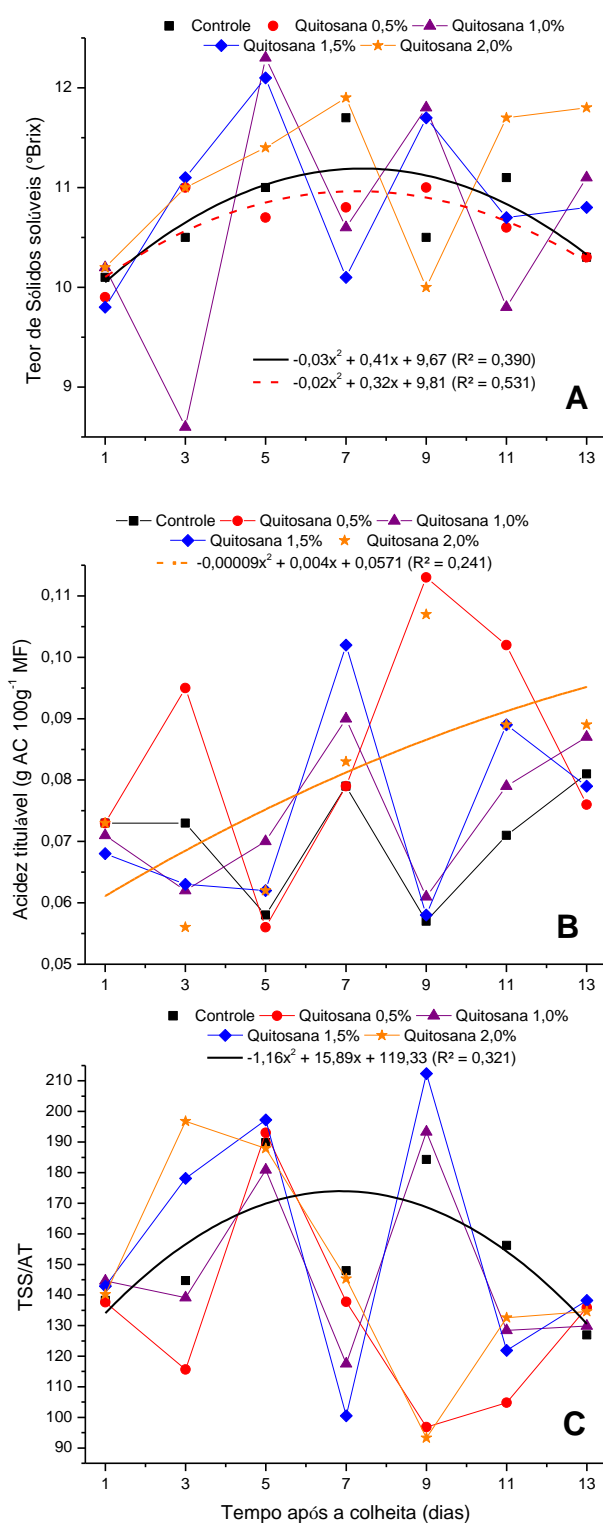 Controle Quitosana 0,5% Quitosana 1,0%
Quitosana 1,5% Quitosana 2,0%
12
11
10
9
Teor de Sólidos solúveis (°Brix)
-0,03x² + 0,41x + 9,67 (R² = 0,390)
-0,02x² + 0,32x + 9,81 (R² = 0,531)
A
1 3 5 7 9 11 13
Controle Quitosana 0,5% Quitosana 1,0%
Quitosana 1,5% Quitosana 2,0%
-0,00009x² + 0,004x + 0,0571 (R² = 0,241)
0,11
0,10
0,09
0,08
0,07
0,06
0,05
Acidez titulável (g AC 100g⁻¹ MF)
B
1 3 5 7 9 11 13
Controle Quitosana 0,5% Quitosana 1,0%
Quitosana 1,5% Quitosana 2,0%
-1,16x² + 15,89x + 119,33 (R² = 0,321)
210
200
190
180
170
160
150
140
130
120
110
100
90
TSS/AT
C
1 3 5 7 9 11 13
Tempo após a colheita (dias)